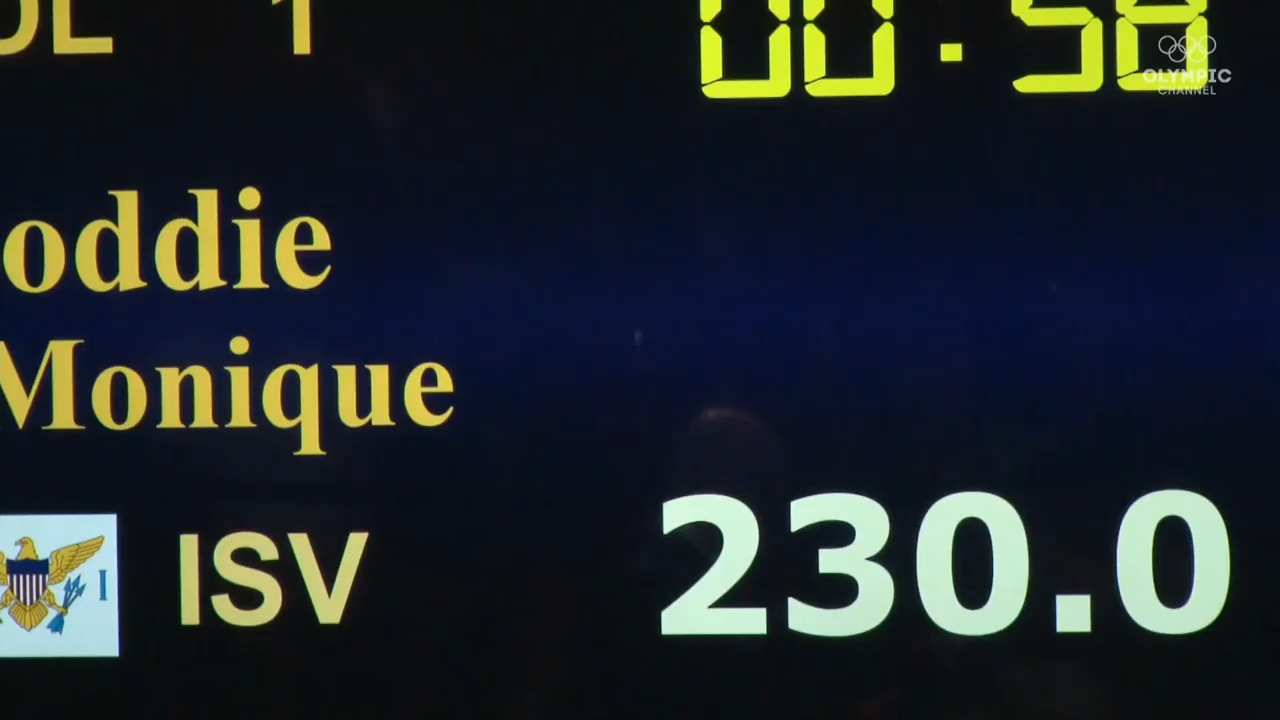 1
00:58
OLYMPIC
CHANNEL
oddie
Monique
I
ISV
230.0